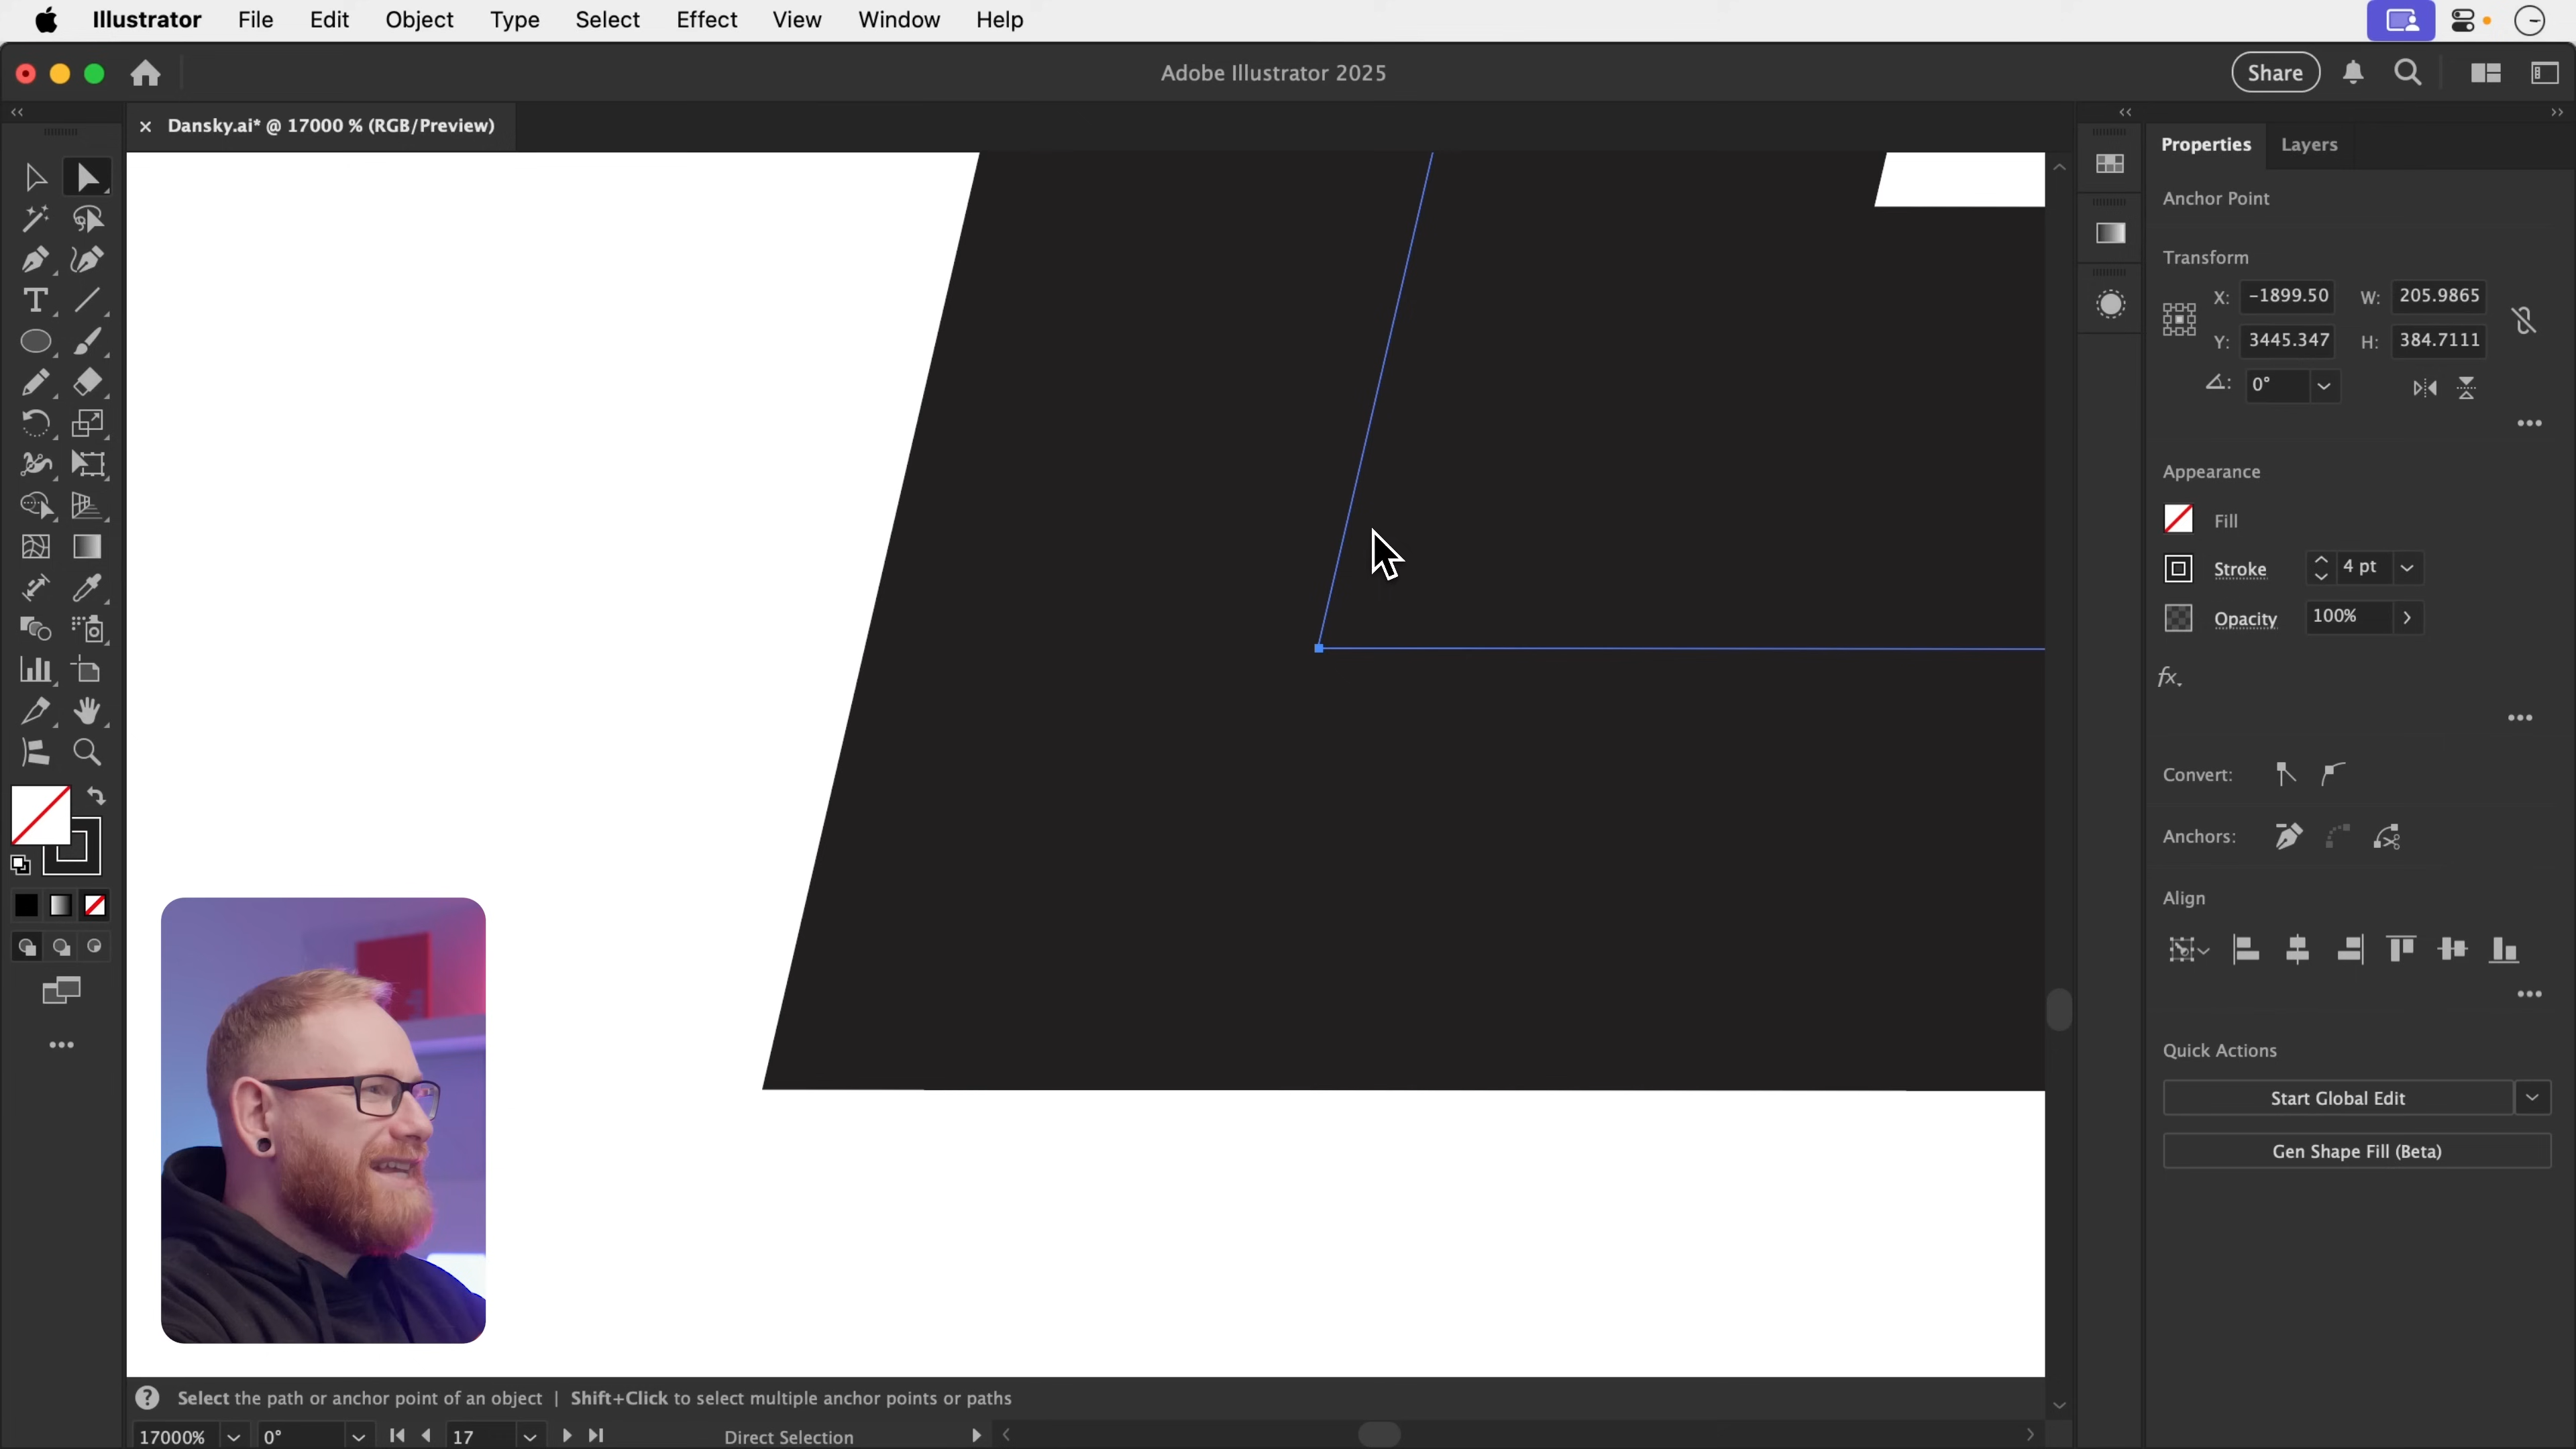 Illustrator File Edit Object Type Select Effect View Window Help
Adobe Illustrator 2025
Share
Dansky.ai* @ 17000 % (RGB/Preview)
Properties Layers
Anchor Point
Transform
X: -1899.50 W: 205.9865
Y: 3445.347 H: 384.7111
0°
Appearance
Fill
Stroke 4 pt
Opacity 100%
fx.
Convert:
Anchors:
Align
Quick Actions
Start Global Edit
Gen Shape Fill (Beta)
Select the path or anchor point of an object | Shift+Click to select multiple anchor points or paths
17000% 0° 17 Direct Selection